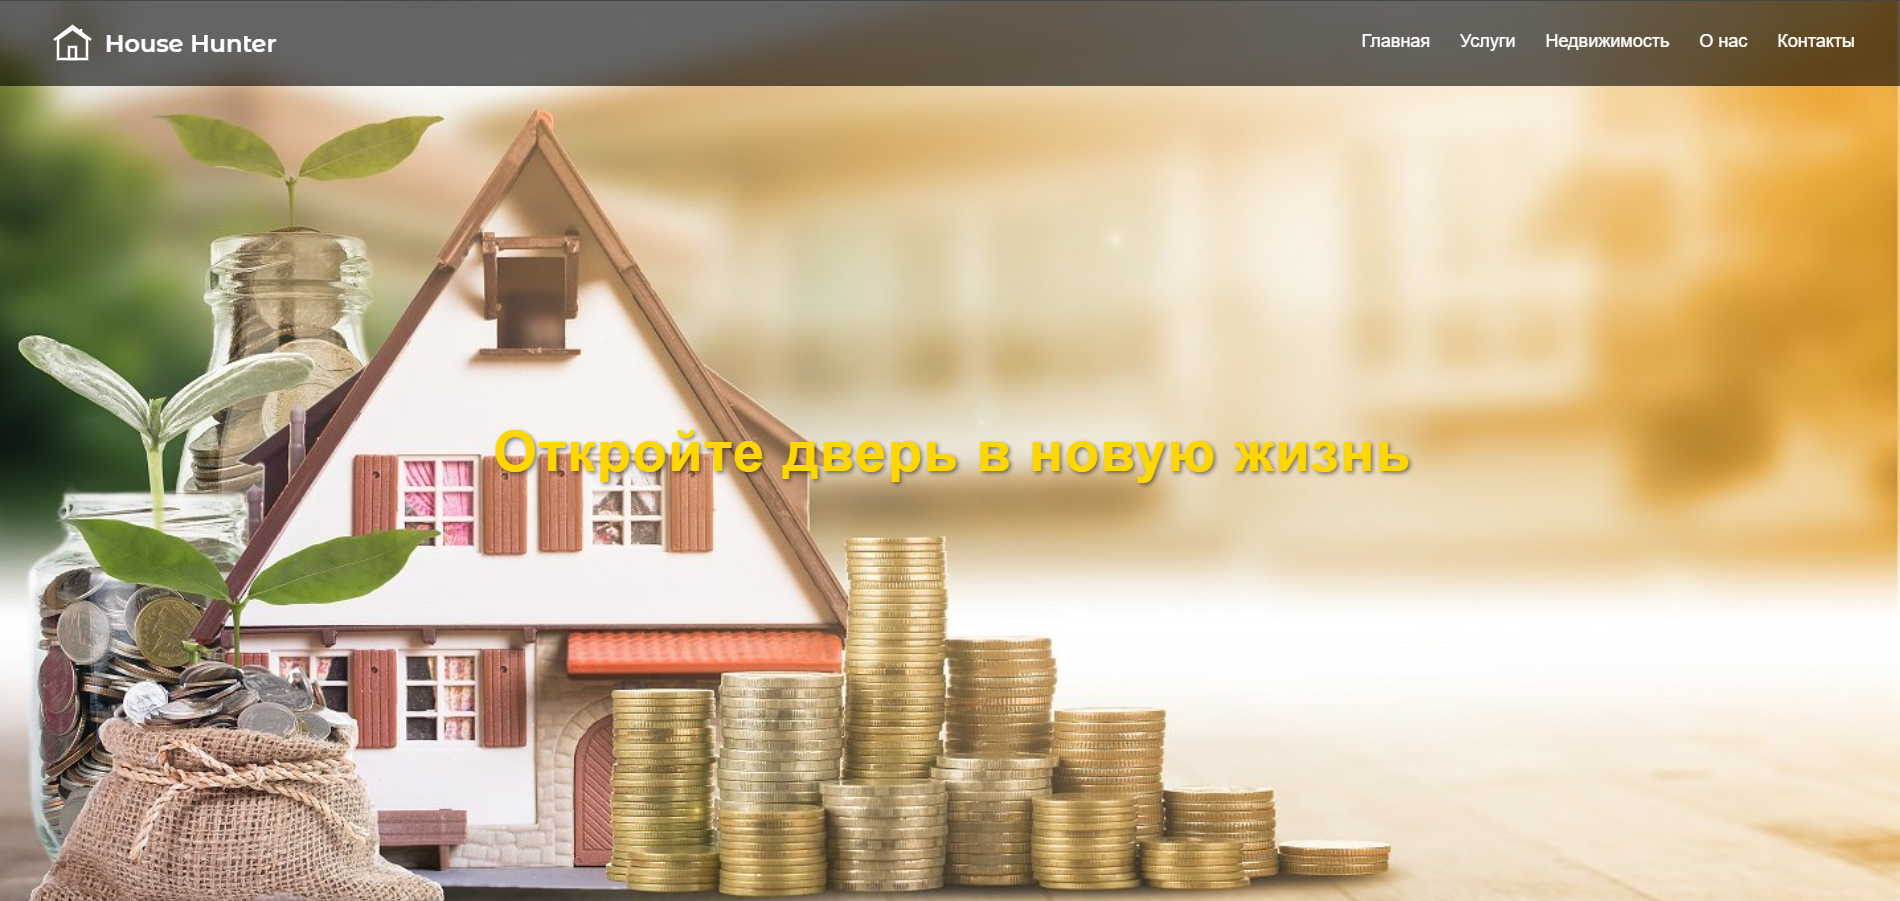 House Hunter
Главная Услуги Недвижимость О нас Контакты
Откройте дверь в новую жизнь